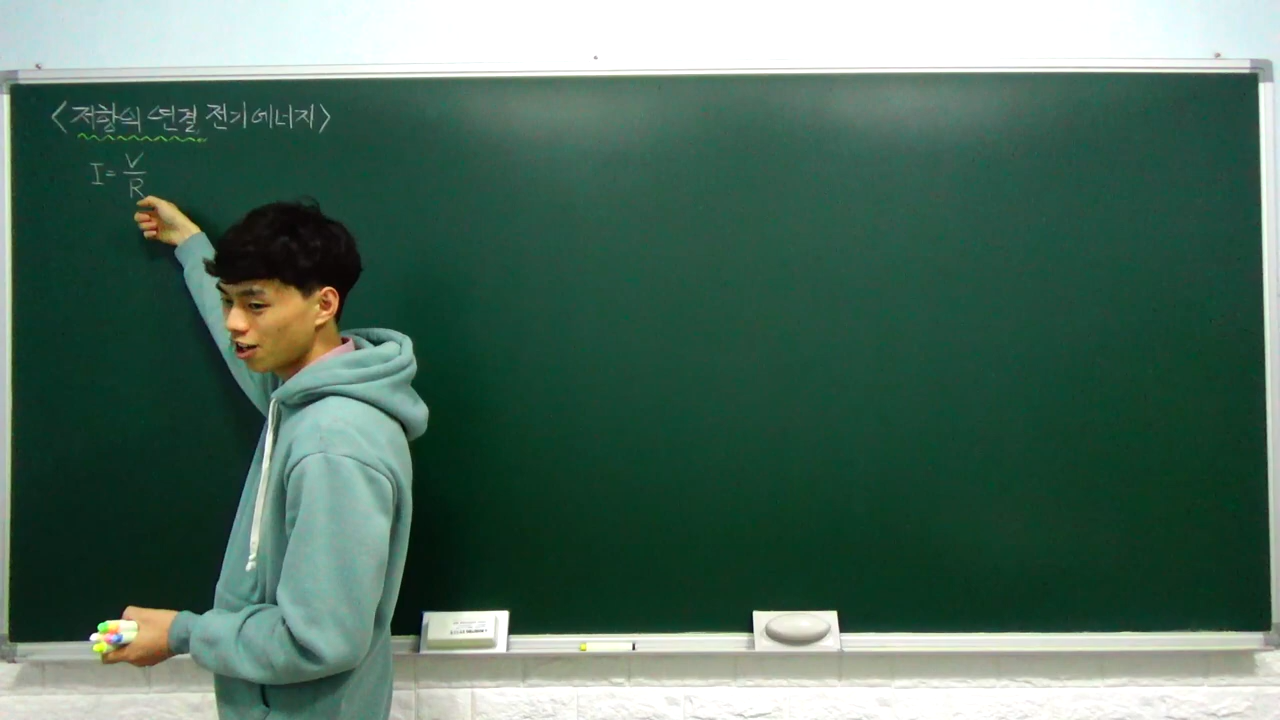 <저항의 연결 전기에너지>
I = V/R